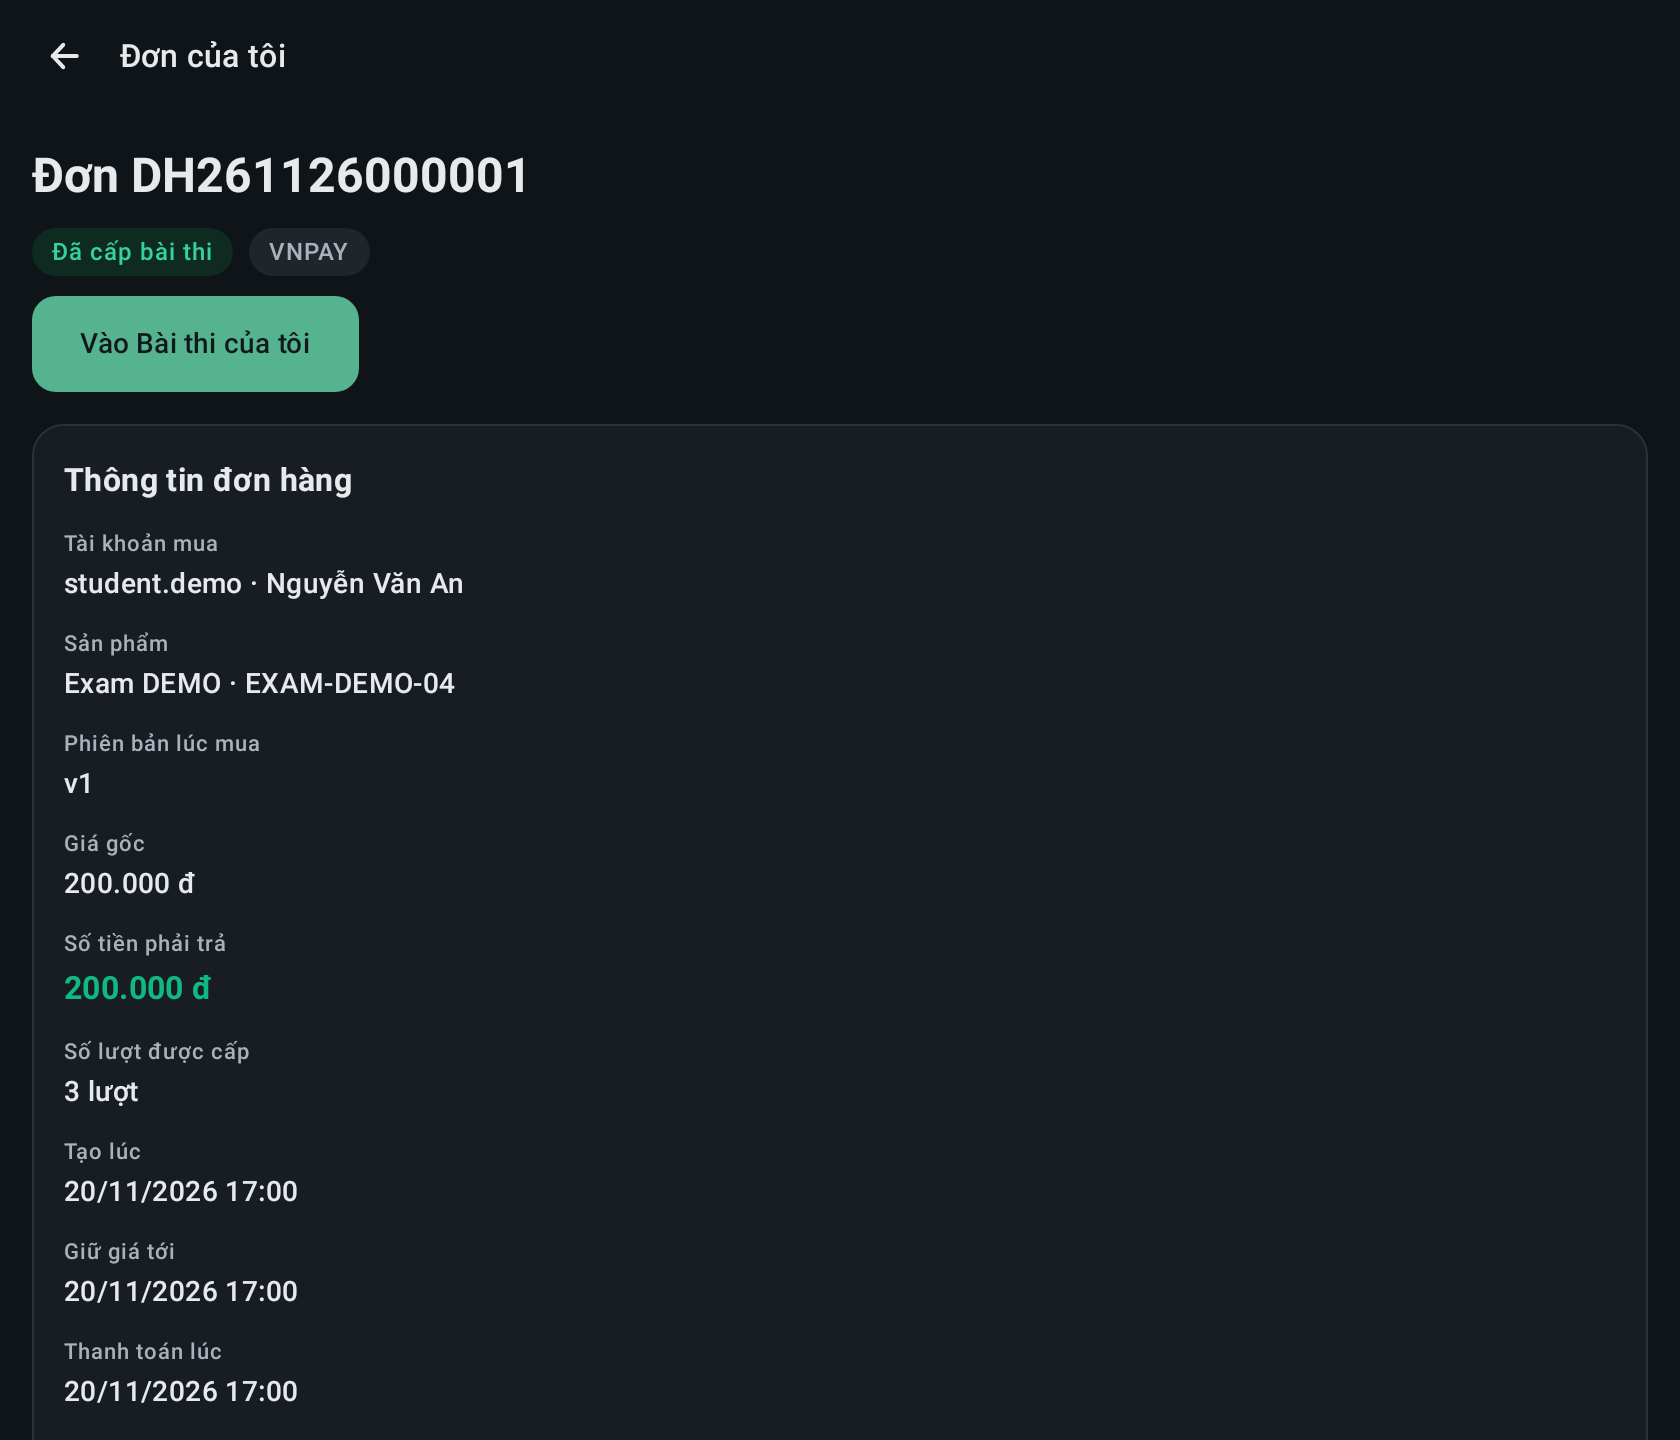 Đơn của tôi
Đơn DH261126000001
Đã cấp bài thi VNPAY
Vào Bài thi của tôi
Thông tin đơn hàng
Tài khoản mua
student.demo · Nguyễn Văn An
Sản phẩm
Exam DEMO · EXAM-DEMO-04
Phiên bản lúc mua
v1
Giá gốc
200.000 đ
Số tiền phải trả
200.000 đ
Số lượt được cấp
3 lượt
Tạo lúc
20/11/2026 17:00
Giữ giá tới
20/11/2026 17:00
Thanh toán lúc
20/11/2026 17:00